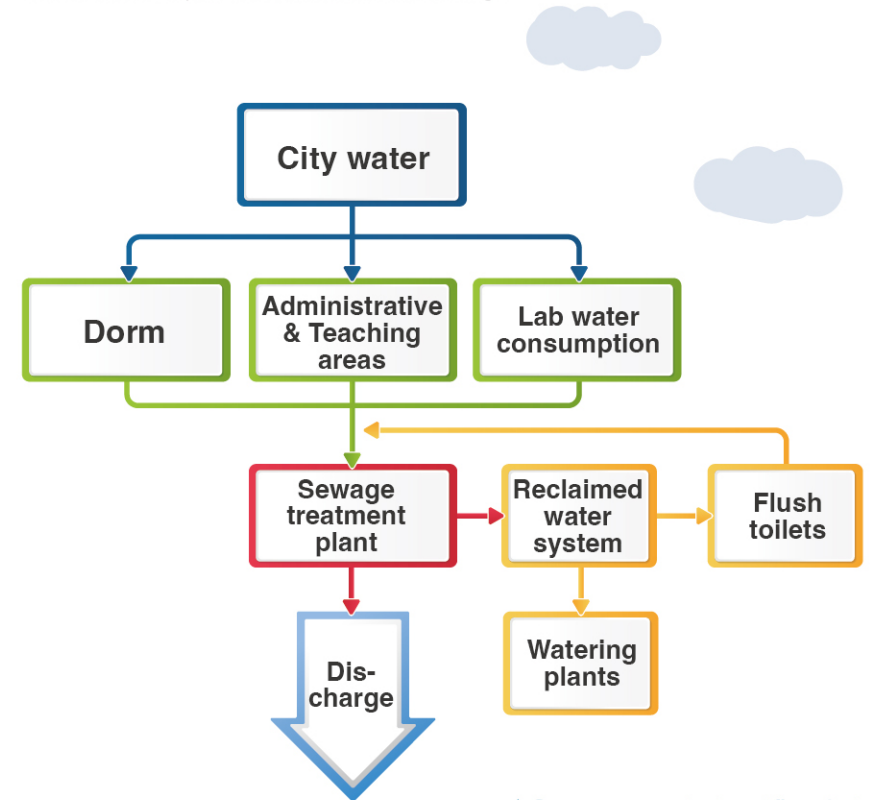 City water
Dorm
Administrative
& Teaching
areas
Lab water
consumption
Sewage
treatment
plant
Reclaimed
water
system
Flush
toilets
Dis-
charge
Watering
plants